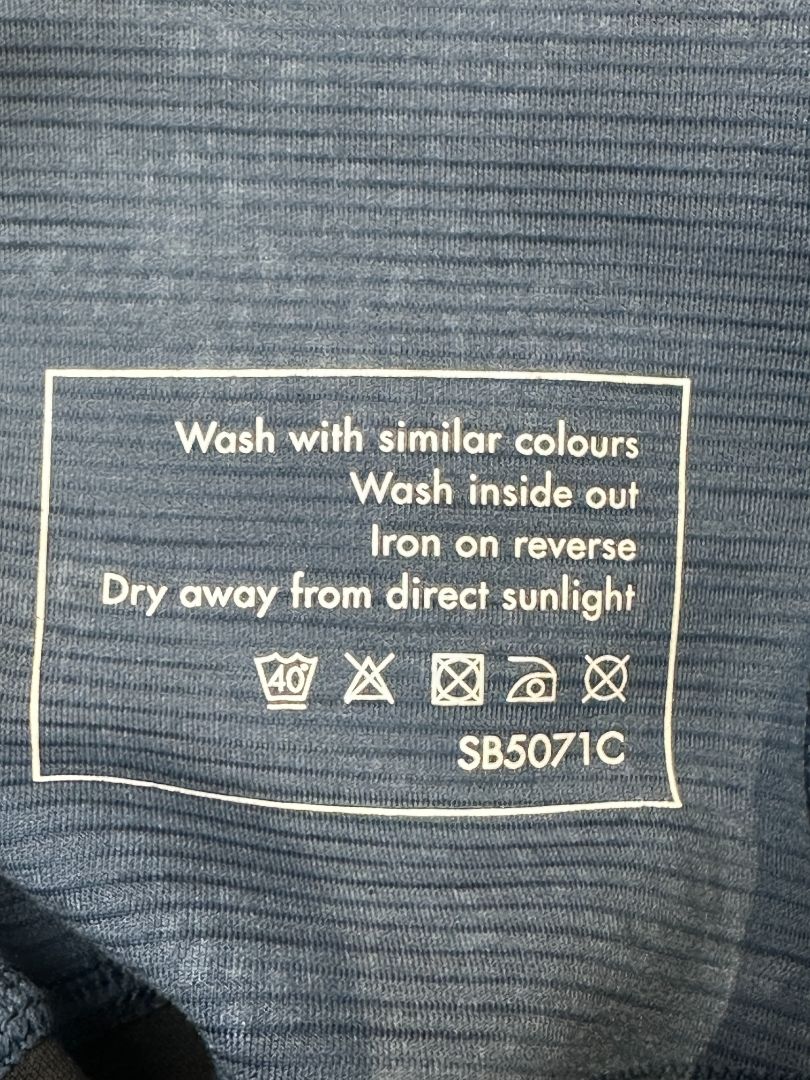 Wash with similar colours
Wash inside out
Iron on reverse
Dry away from direct sunlight
40°
SB5071C